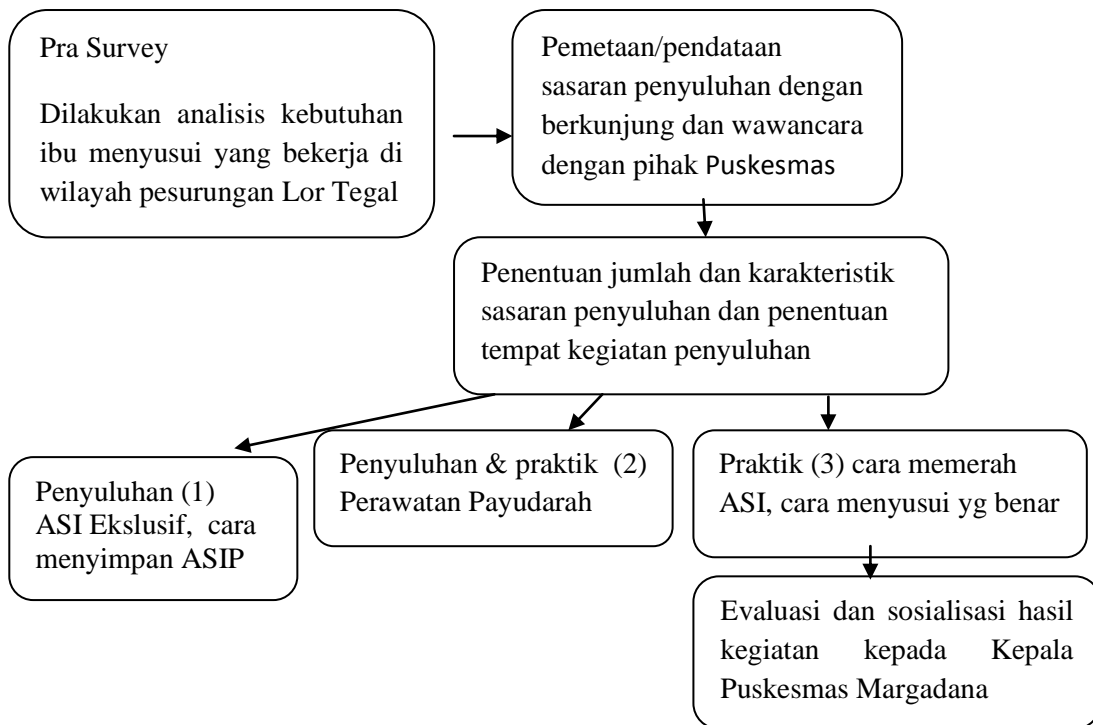 Pra Survey
Dilakukan analisis kebutuhan
ibu menyusui yang bekerja di
wilayah pesurungan Lor Tegal
Pemetaan/pendataan
sasaran penyuluhan dengan
berkunjung dan wawancara
dengan pihak Puskesmas
Penentuan jumlah dan karakteristik
sasaran penyuluhan dan penentuan
tempat kegiatan penyuluhan
Penyuluhan (1)
ASI Ekslusif, cara
menyimpan ASIP
Penyuluhan & praktik (2)
Perawatan Payudarah
Praktik (3) cara memerah
ASI, cara menyusui yg benar
Evaluasi dan sosialisasi hasil
kegiatan kepada Kepala
Puskesmas Margadana